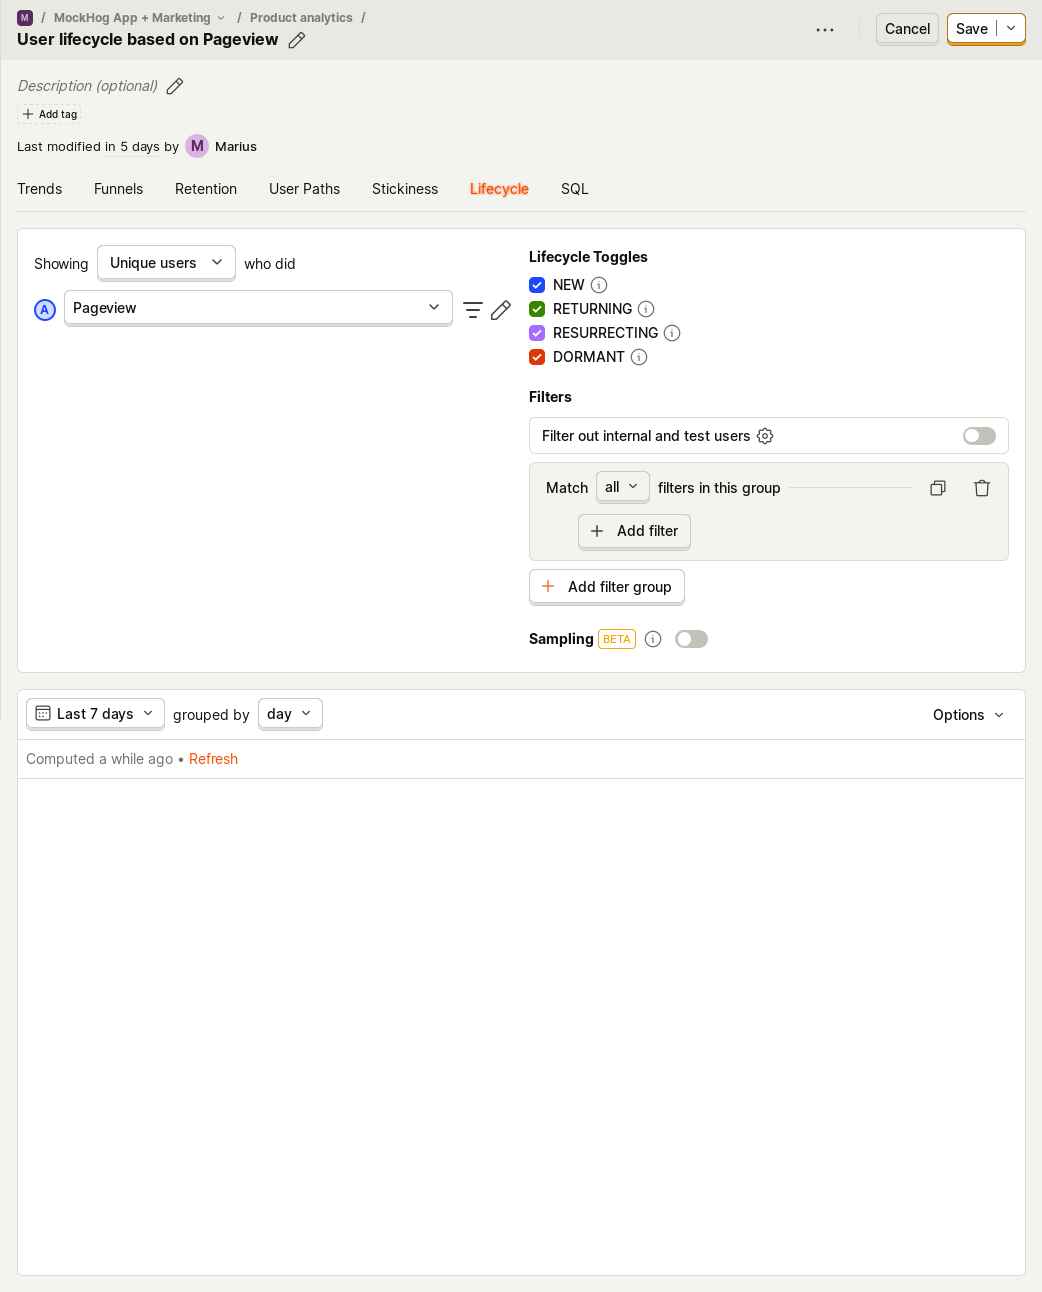 M / MockHog App + Marketing / Product analytics /
User lifecycle based on Pageview
Cancel
Save
Description (optional)
Add tag
Last modified in 5 days by M Marius
Trends Funnels Retention User Paths Stickiness Lifecycle SQL
Showing Unique users who did
A Pageview
Lifecycle Toggles
NEW
RETURNING
RESURRECTING
DORMANT
Filters
Filter out internal and test users
Match all filters in this group
Add filter
Add filter group
Sampling BETA
Last 7 days grouped by day
Options
Computed a while ago • Refresh